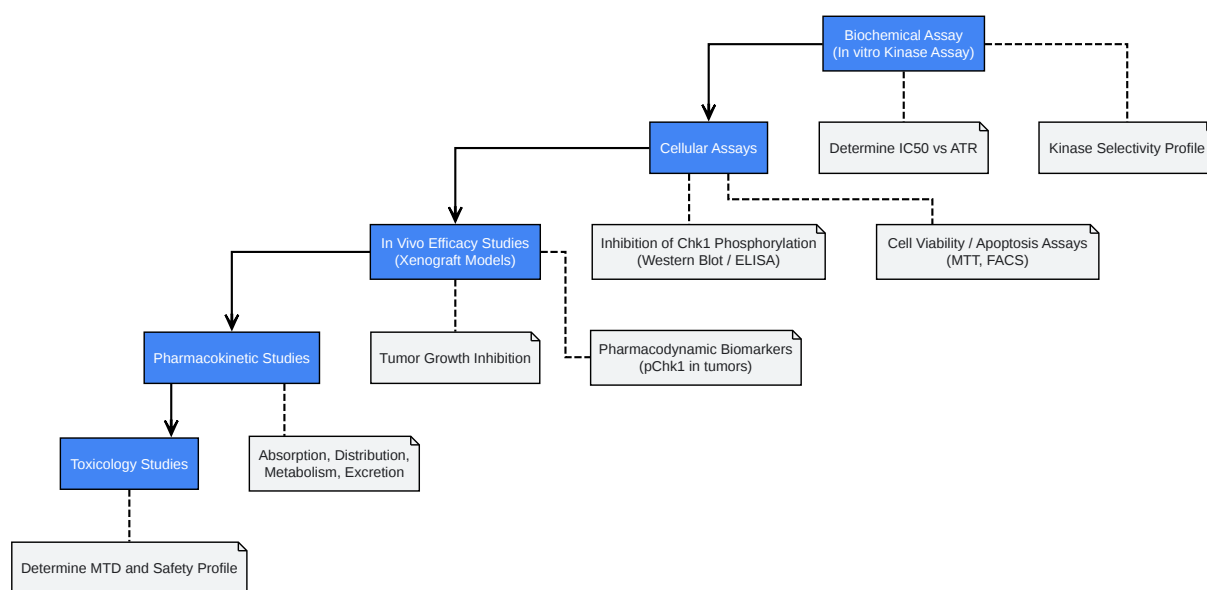 Biochemical Assay
(In vitro Kinase Assay)
Determine IC50 vs ATR
Kinase Selectivity Profile
Cellular Assays
Inhibition of Chk1 Phosphorylation
(Western Blot / ELISA)
Cell Viability / Apoptosis Assays
(MTT, FACS)
In Vivo Efficacy Studies
(Xenograft Models)
Tumor Growth Inhibition
Pharmacodynamic Biomarkers
(pChk1 in tumors)
Pharmacokinetic Studies
Absorption, Distribution,
Metabolism, Excretion
Toxicology Studies
Determine MTD and Safety Profile